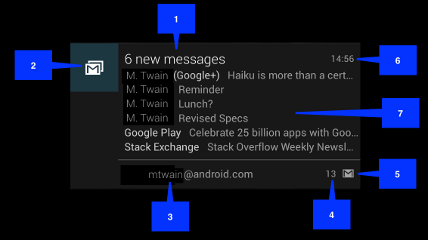 1
6 new messages
14:56
6
2
M. Twain (Google+) Haiku is more than a cert...
M. Twain Reminder
M. Twain Lunch?
7
M. Twain Revised Specs
Google Play Celebrate 25 billion apps with Goo...
Stack Exchange Stack Overflow Weekly Newsl...
mtwain@android.com
13
5
3
4